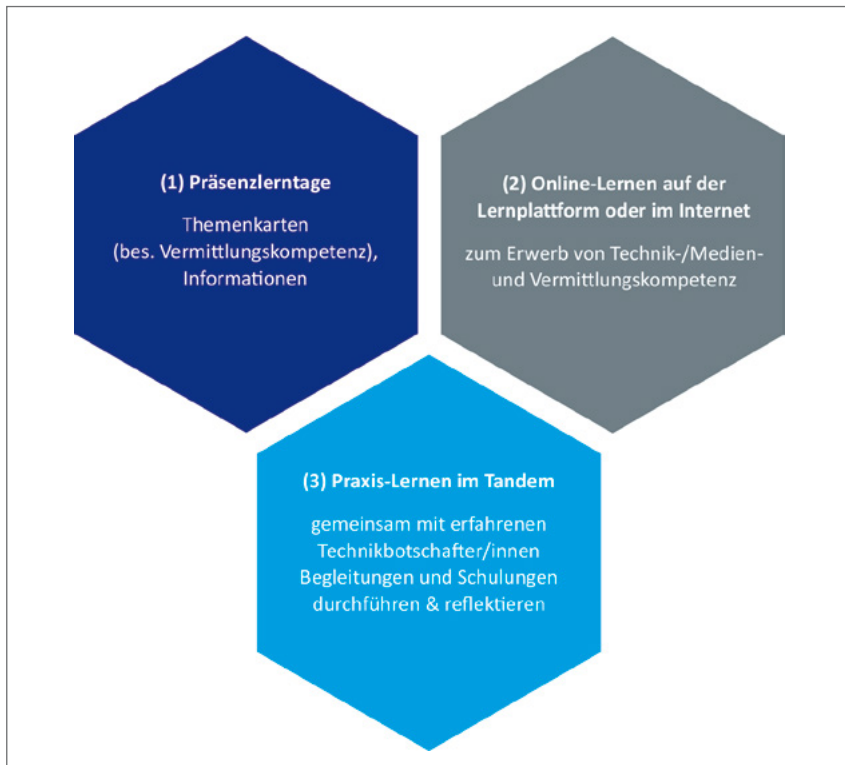 (1) Präsenzlerntage
Themenkarten
(bes. Vermittlungskompetenz),
Informationen
(2) Online-Lernen auf der
Lernplattform oder im Internet
zum Erwerb von Technik-/Medien-
und Vermittlungskompetenz
(3) Praxis-Lernen im Tandem
gemeinsam mit erfahrenen
Technikbotschafter/innen
Begleitungen und Schulungen
durchführen & reflektieren